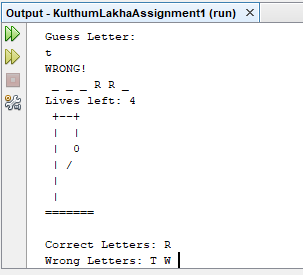 Output - KulthumLakhaAssignment1 (run) ×
Guess Letter:
t
WRONG!
_ _ _ R R _
Lives left: 4
 +--+
 |  |
 |  0
 | /
 |
 |
=======
Correct Letters: R
Wrong Letters: T W